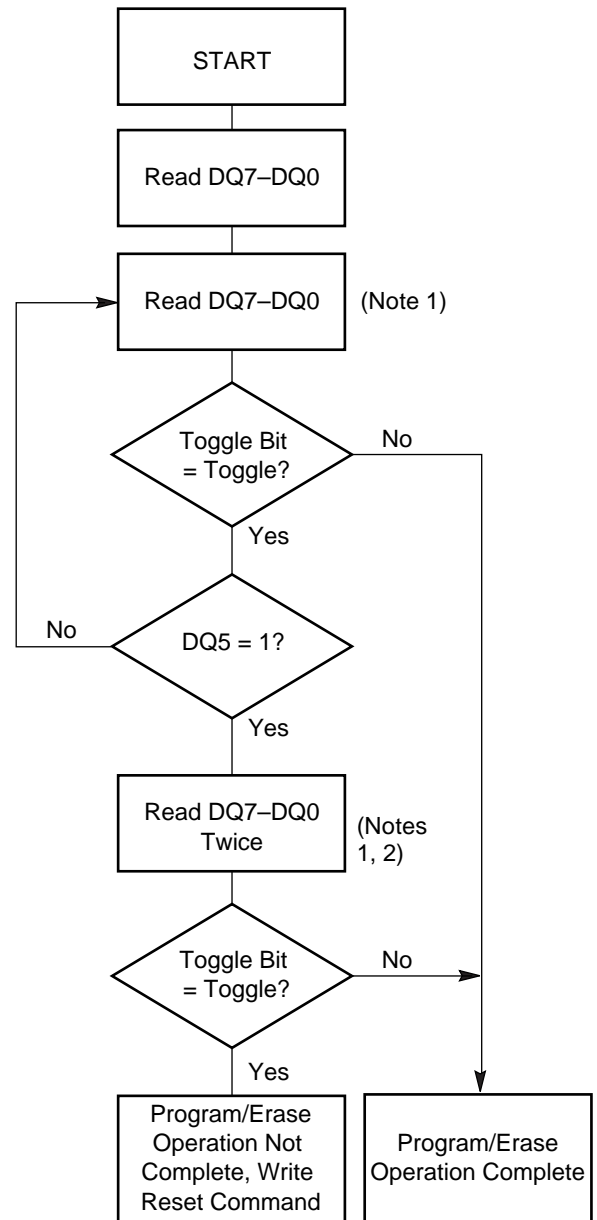 START
Read DQ7–DQ0
Read DQ7–DQ0
(Note 1)
Toggle Bit
= Toggle?
No
Yes
DQ5 = 1?
No
Yes
Read DQ7–DQ0
Twice
(Notes
1, 2)
Toggle Bit
= Toggle?
No
Yes
Program/Erase
Operation Not
Complete, Write
Reset Command
Program/Erase
Operation Complete